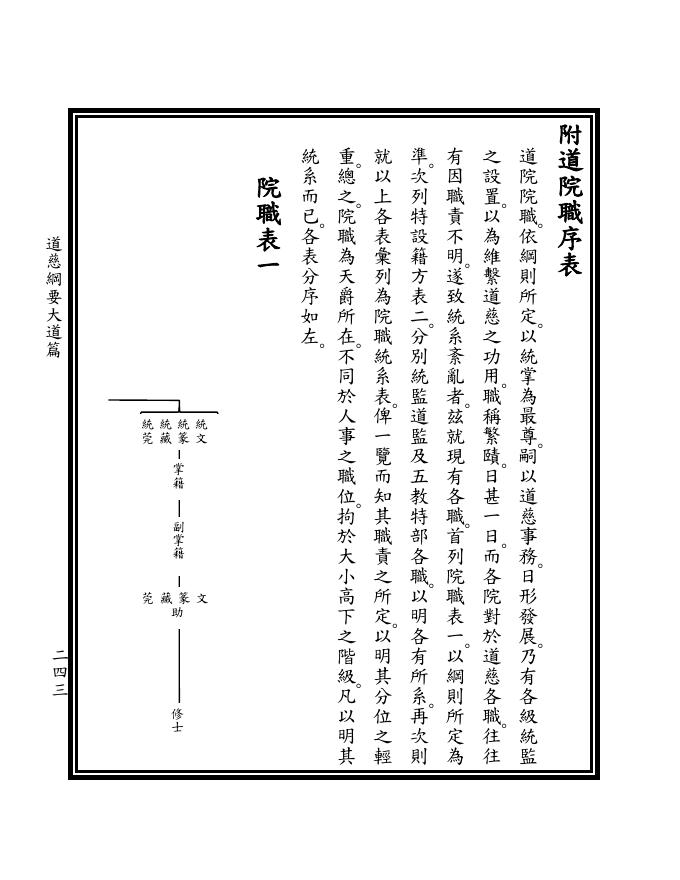 附道院職序表
道院院職。依綱則所定。以統掌為最尊。嗣以道慈事務。日形發展。乃有各級統監
之設置。以為維繫道慈之功用。職稱繁賾。日甚一日。而各院對於道慈各職。往往
有因職責不明。遂致統系紊亂者。茲就現有各職。首列院職表一。以綱則所定為
準。次列特設籍方表二。分別統監道監及五教特部各職。以明各有所系。再次則
就以上各表彙列為院職統系表。俾一覽而知其職責之所定。以明其分位之輕
重。總之。院職為天爵所在。不同於人事之職位。拘於大小高下之階級。凡以明其
統系而已。各表分序如左。
院職表一
統文
統篆
統藏
統莞
掌籍
副掌籍
文
篆
藏
莞
助
修士
道慈綱要大道篇
二四三